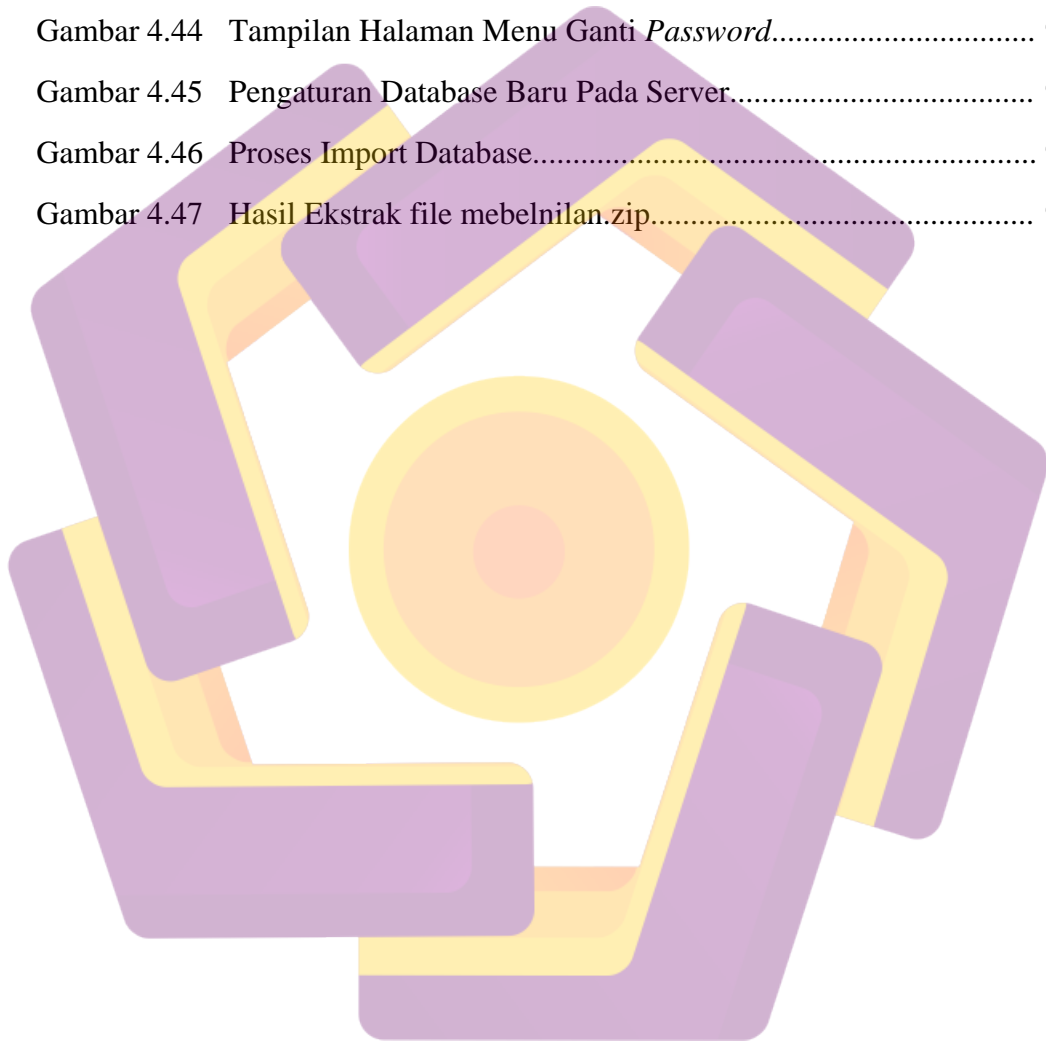 Gambar 4.44 Tampilan Halaman Menu Ganti Password................................
Gambar 4.45 Pengaturan Database Baru Pada Server.....................................
Gambar 4.46 Proses Import Database..............................................................
Gambar 4.47 Hasil Ekstrak file mebelnilan.zip...............................................